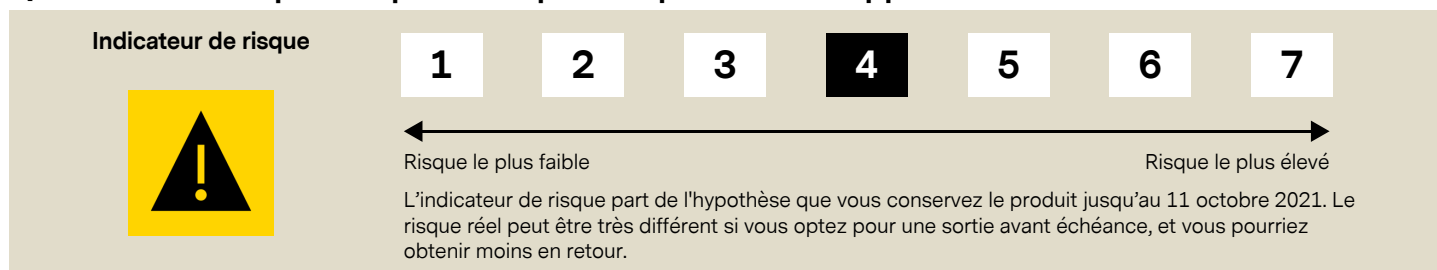 Indicateur de risque
1 2 3 4 5 6 7
Risque le plus faible Risque le plus élevé
L'indicateur de risque part de l'hypothèse que vous conservez le produit jusqu'au 11 octobre 2021. Le
risque réel peut être très différent si vous optez pour une sortie avant échéance, et vous pourriez
obtenir moins en retour.